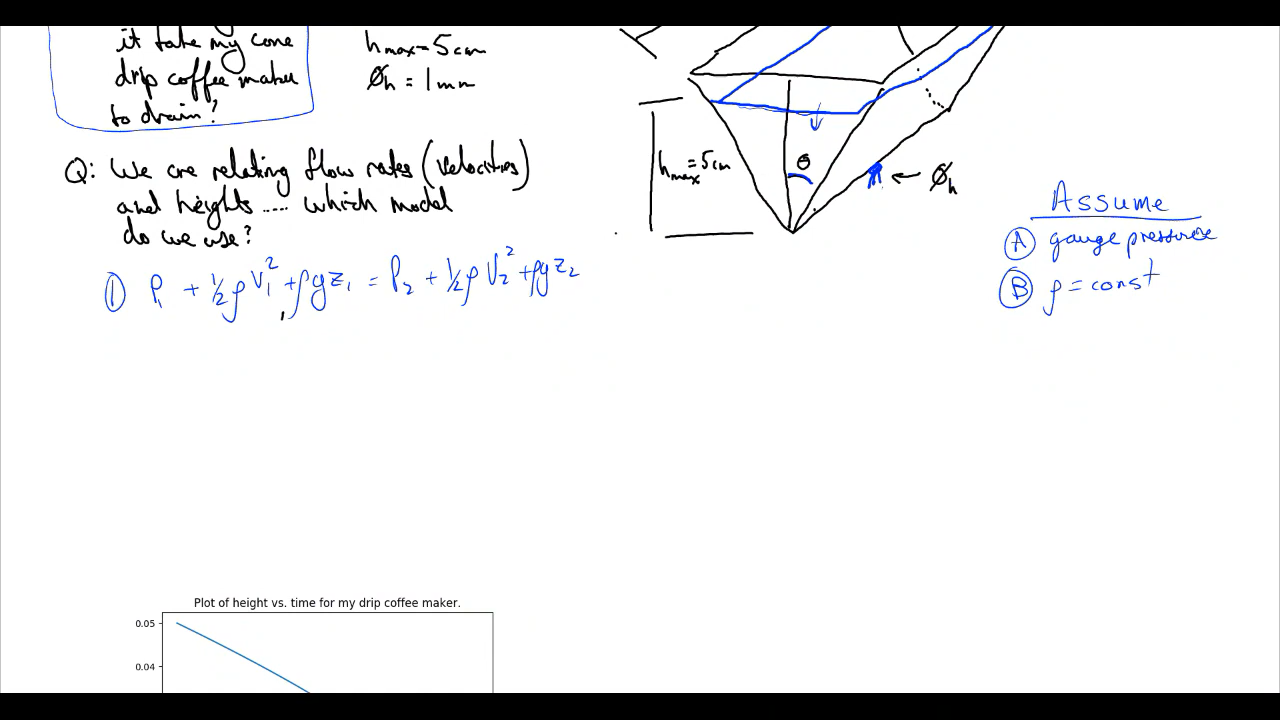 it take my cone
drip coffee maker
to drain?
hmax = 5cm
Øh = 1mm
Q: We are relating flow rates (velocities)
and heights ..... which model
do we use?
① P₁ + ½ρV₁² + ρgz₁ = P₂ + ½ρV₂² + ρgz₂
hmax = 5cm
θ
← Øh
Assume
Ⓐ gauge pressure
Ⓑ ρ = const
Plot of height vs. time for my drip coffee maker.
0.05
0.04